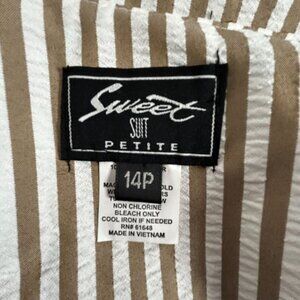 Sweet
SUIT
PETITE
14P
NON CHLORINE
BLEACH ONLY
COOL IRON IF NEEDED
RN# 61648
MADE IN VIETNAM